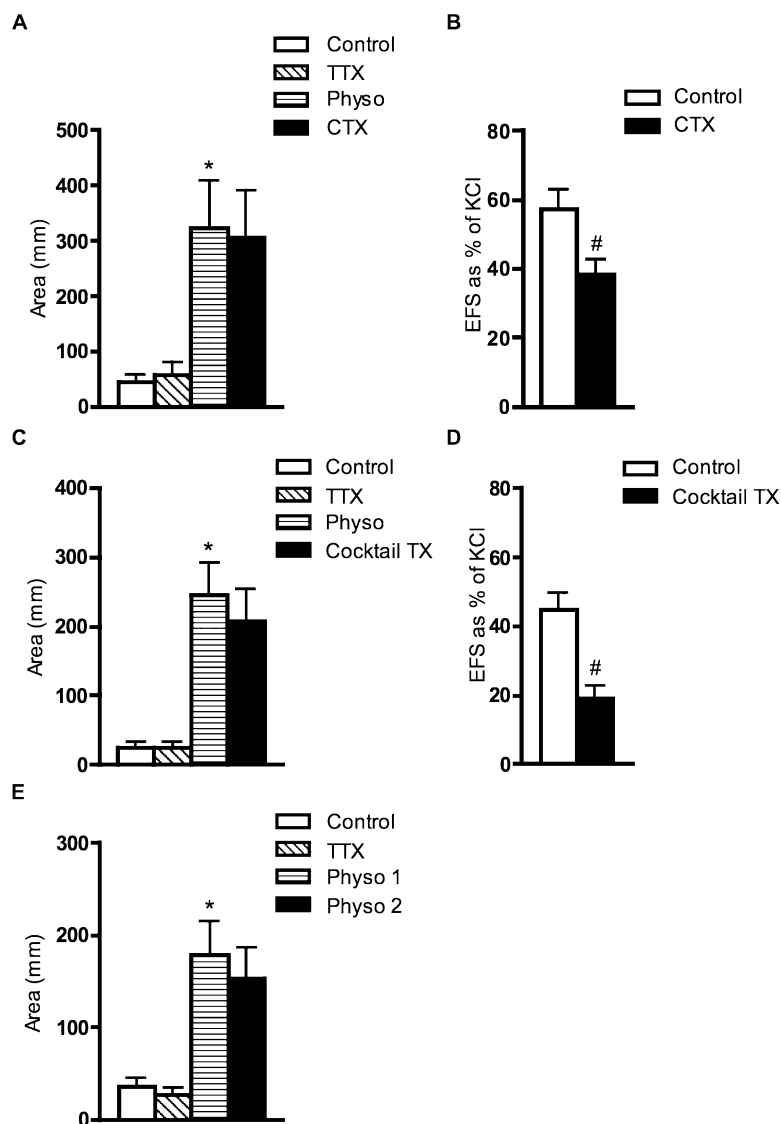 A
Control
TTX
Physo
CTX
500
400
300
200
100
0
Area (mm)
*
B
Control
CTX
80
60
40
20
0
EFS as % of KCl
#
C
Control
TTX
Physo
Cocktail TX
400
300
200
100
0
Area (mm)
*
D
Control
Cocktail TX
80
60
40
20
0
EFS as % of KCl
#
E
Control
TTX
Physo 1
Physo 2
300
200
100
0
Area (mm)
*